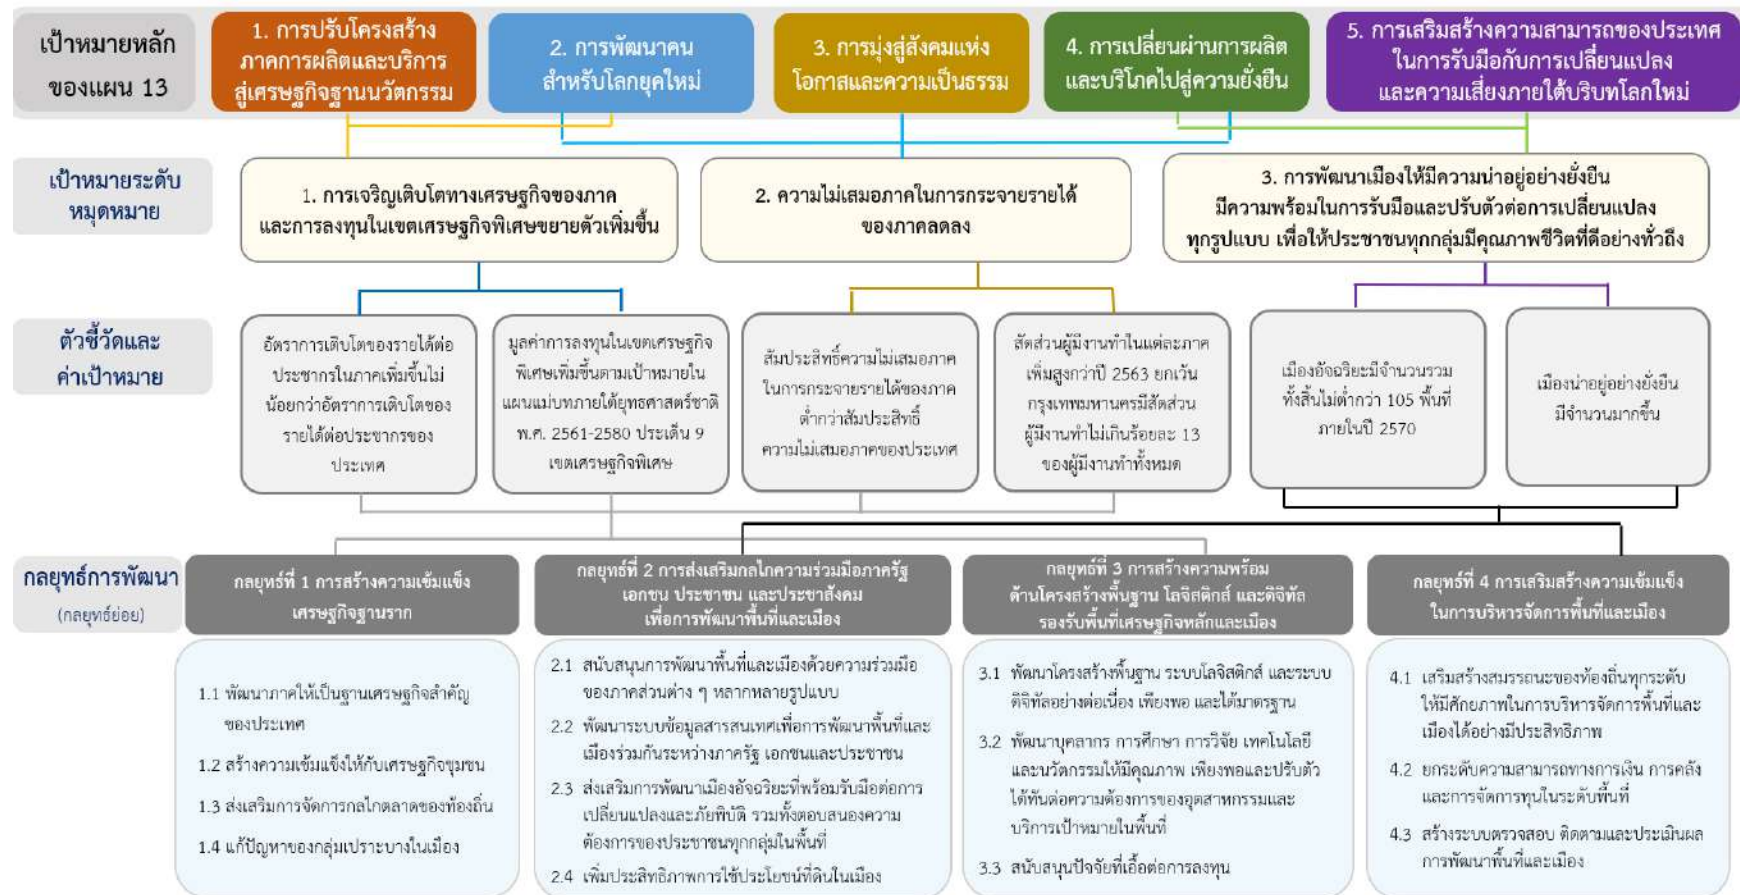 เป้าหมายหลัก
ของแผน 13
1. การปรับโครงสร้าง
ภาคการผลิตและบริการ
สู่เศรษฐกิจฐานนวัตกรรม
2. การพัฒนาคน
สำหรับโลกยุคใหม่
3. การมุ่งสู่สังคมแห่ง
โอกาสและความเป็นธรรม
4. การเปลี่ยนผ่านการผลิต
และบริโภคไปสู่ความยั่งยืน
5. การเสริมสร้างความสามารถของประเทศ
ในการรับมือกับการเปลี่ยนแปลง
และความเสี่ยงภายใต้บริบทโลกใหม่
เป้าหมายระดับ
หมุดหมาย
1. การเจริญเติบโตทางเศรษฐกิจของภาค
และการลงทุนในเขตเศรษฐกิจพิเศษขยายตัวเพิ่มขึ้น
2. ความไม่เสมอภาคในการกระจายรายได้
ของภาคลดลง
3. การพัฒนาเมืองให้มีความน่าอยู่อย่างยั่งยืน
มีความพร้อมในการรับมือและปรับตัวต่อการเปลี่ยนแปลง
ทุกรูปแบบ เพื่อให้ประชาชนทุกกลุ่มมีคุณภาพชีวิตที่ดีอย่างทั่วถึง
ตัวชี้วัดและ
ค่าเป้าหมาย
อัตราการเติบโตของรายได้ต่อ
ประชากรในภาคเพิ่มขึ้นไม่
น้อยกว่าอัตราการเติบโตของ
รายได้ต่อประชากรของ
ประเทศ
มูลค่าการลงทุนในเขตเศรษฐกิจ
พิเศษเพิ่มขึ้นตามเป้าหมายใน
แผนแม่บทภายใต้ยุทธศาสตร์ชาติ
พ.ศ. 2561-2580 ประเด็น 9
เขตเศรษฐกิจพิเศษ
สัมประสิทธิ์ความไม่เสมอภาค
ในการกระจายรายได้ของภาค
ต่ำกว่าสัมประสิทธิ์
ความไม่เสมอภาคของประเทศ
สัดส่วนผู้มีงานทำในแต่ละภาค
เพิ่มสูงกว่าปี 2563 ยกเว้น
กรุงเทพมหานครมีสัดส่วน
ผู้มีงานทำไม่เกินร้อยละ 13
ของผู้มีงานทำทั้งหมด
เมืองอัจฉริยะมีจำนวนรวม
ทั้งสิ้นไม่ต่ำกว่า 105 พื้นที่
ภายในปี 2570
เมืองน่าอยู่อย่างยั่งยืน
มีจำนวนมากขึ้น
กลยุทธ์การพัฒนา
(กลยุทธ์ย่อย)
กลยุทธ์ที่ 1 การสร้างความเข้มแข็ง
เศรษฐกิจฐานราก
1.1 พัฒนาภาคให้เป็นฐานเศรษฐกิจสำคัญ
ของประเทศ
1.2 สร้างความเข้มแข็งให้กับเศรษฐกิจชุมชน
1.3 ส่งเสริมการจัดการกลไกตลาดของท้องถิ่น
1.4 แก้ปัญหาของกลุ่มเปราะบางในเมือง
กลยุทธ์ที่ 2 การส่งเสริมกลไกความร่วมมือภาครัฐ
เอกชน ประชาชน และประชาสังคม
เพื่อการพัฒนาพื้นที่และเมือง
2.1 สนับสนุนการพัฒนาพื้นที่และเมืองด้วยความร่วมมือ
ของภาคส่วนต่าง ๆ หลากหลายรูปแบบ
2.2 พัฒนาระบบข้อมูลสารสนเทศเพื่อการพัฒนาพื้นที่และ
เมืองร่วมกันระหว่างภาครัฐ เอกชนและประชาชน
2.3 ส่งเสริมการพัฒนาเมืองอัจฉริยะที่พร้อมรับมือต่อการ
เปลี่ยนแปลงและภัยพิบัติ รวมทั้งตอบสนองความ
ต้องการของประชาชนทุกกลุ่มในพื้นที่
2.4 เพิ่มประสิทธิภาพการใช้ประโยชน์ที่ดินในเมือง
กลยุทธ์ที่ 3 การสร้างความพร้อม
ด้านโครงสร้างพื้นฐาน โลจิสติกส์ และดิจิทัล
รองรับพื้นที่เศรษฐกิจหลักและเมือง
3.1 พัฒนาโครงสร้างพื้นฐาน ระบบโลจิสติกส์ และระบบ
ดิจิทัลอย่างต่อเนื่อง เพียงพอ และได้มาตรฐาน
3.2 พัฒนาบุคลากร การศึกษา การวิจัย เทคโนโลยี
และนวัตกรรมให้มีคุณภาพ เพียงพอและปรับตัว
ได้ทันต่อความต้องการของอุตสาหกรรมและ
บริการเป้าหมายในพื้นที่
3.3 สนับสนุนปัจจัยที่เอื้อต่อการลงทุน
กลยุทธ์ที่ 4 การเสริมสร้างความเข้มแข็ง
ในการบริหารจัดการพื้นที่และเมือง
4.1 เสริมสร้างสมรรถนะของท้องถิ่นทุกระดับ
ให้มีศักยภาพในการบริหารจัดการพื้นที่และ
เมืองได้อย่างมีประสิทธิภาพ
4.2 ยกระดับความสามารถทางการเงิน การคลัง
และการจัดการทุนในระดับพื้นที่
4.3 สร้างระบบตรวจสอบ ติดตามและประเมินผล
การพัฒนาพื้นที่และเมือง